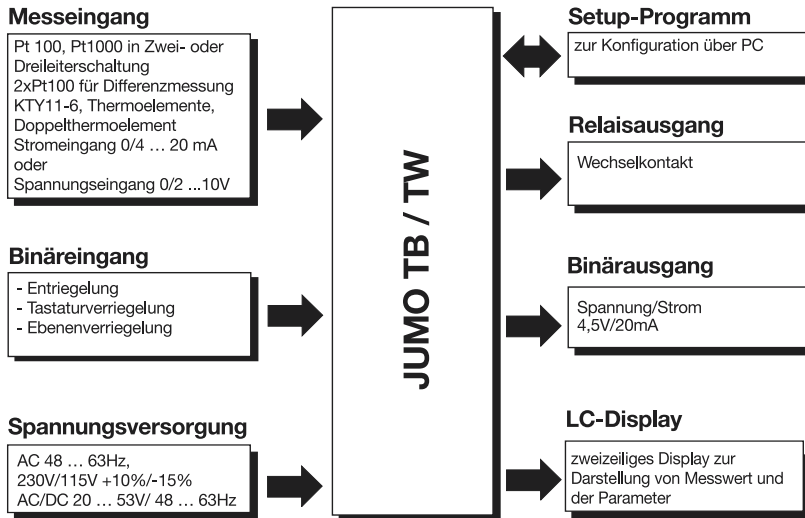 Messeingang
Pt 100, Pt1000 in Zwei- oder
Dreileiterschaltung
2xPt100 für Differenzmessung
KTY11-6, Thermoelemente,
Doppelthermoelement
Stromeingang 0/4 ... 20 mA
oder
Spannungseingang 0/2 ...10V
Binäreingang
- Entriegelung
- Tastaturverriegelung
- Ebenenverriegelung
Spannungsversorgung
AC 48 ... 63Hz,
230V/115V +10%/-15%
AC/DC 20 ... 53V/ 48 ... 63Hz
JUMO TB / TW
Setup-Programm
zur Konfiguration über PC
Relaisausgang
Wechselkontakt
Binärausgang
Spannung/Strom
4,5V/20mA
LC-Display
zweizeiliges Display zur
Darstellung von Messwert und
der Parameter